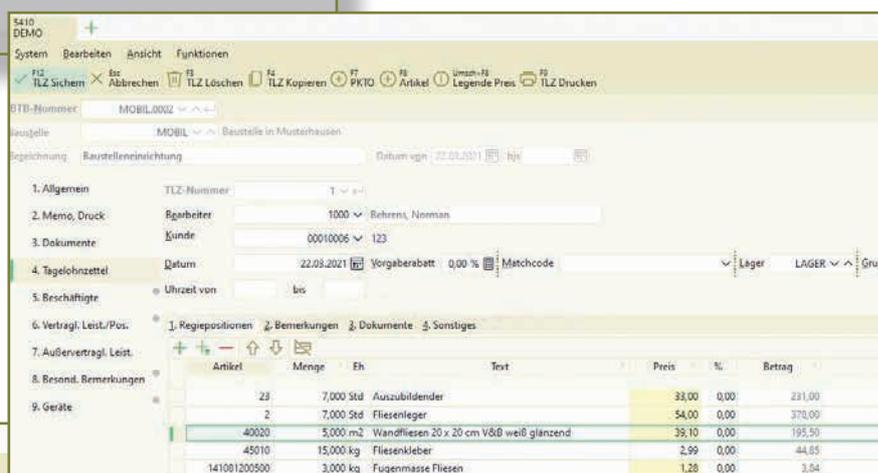 5410
DEMO
System Bearbeiten Ansicht Funktionen
F12 TLZ Sichern Esc Abbrechen F3 TLZ Löschen F4 TLZ Kopieren F7 PKTO F8 Artikel Umsch+F8 Legende Preis F9 TLZ Drucken
BTB-Nummer MOBIL.0002
Baustelle MOBIL Baustelle in Musterhausen
Bezeichnung Baustelleneinrichtung Datum von 22.03.2021 bis
1. Allgemein TLZ-Nummer 1
2. Memo, Druck Bearbeiter 1000 Behrens, Norman
3. Dokumente Kunde 00010006 123
4. Tagelohnzettel Datum 22.03.2021 Vorgaberabatt 0,00 % Matchcode Lager LAGER Gru
5. Beschäftigte Uhrzeit von bis
6. Vertragl. Leist./Pos. 1. Regiepositionen 2. Bemerkungen 3. Dokumente 4. Sonstiges
7. Außervertragl. Leist.
8. Besond. Bemerkungen
9. Geräte
Artikel Menge Eh Text Preis % Betrag
23 7,000 Std Auszubildender 33,00 0,00 231,00
2 7,000 Std Fliesenleger 54,00 0,00 378,00
40020 5,000 m2 Wandfliesen 20 x 20 cm V&B weiß glänzend 39,10 0,00 195,50
45010 15,000 kg Fliesenkleber 2,99 0,00 44,85
141081200500 3,000 kg Fugenmasse Fliesen 1,28 0,00 3,84